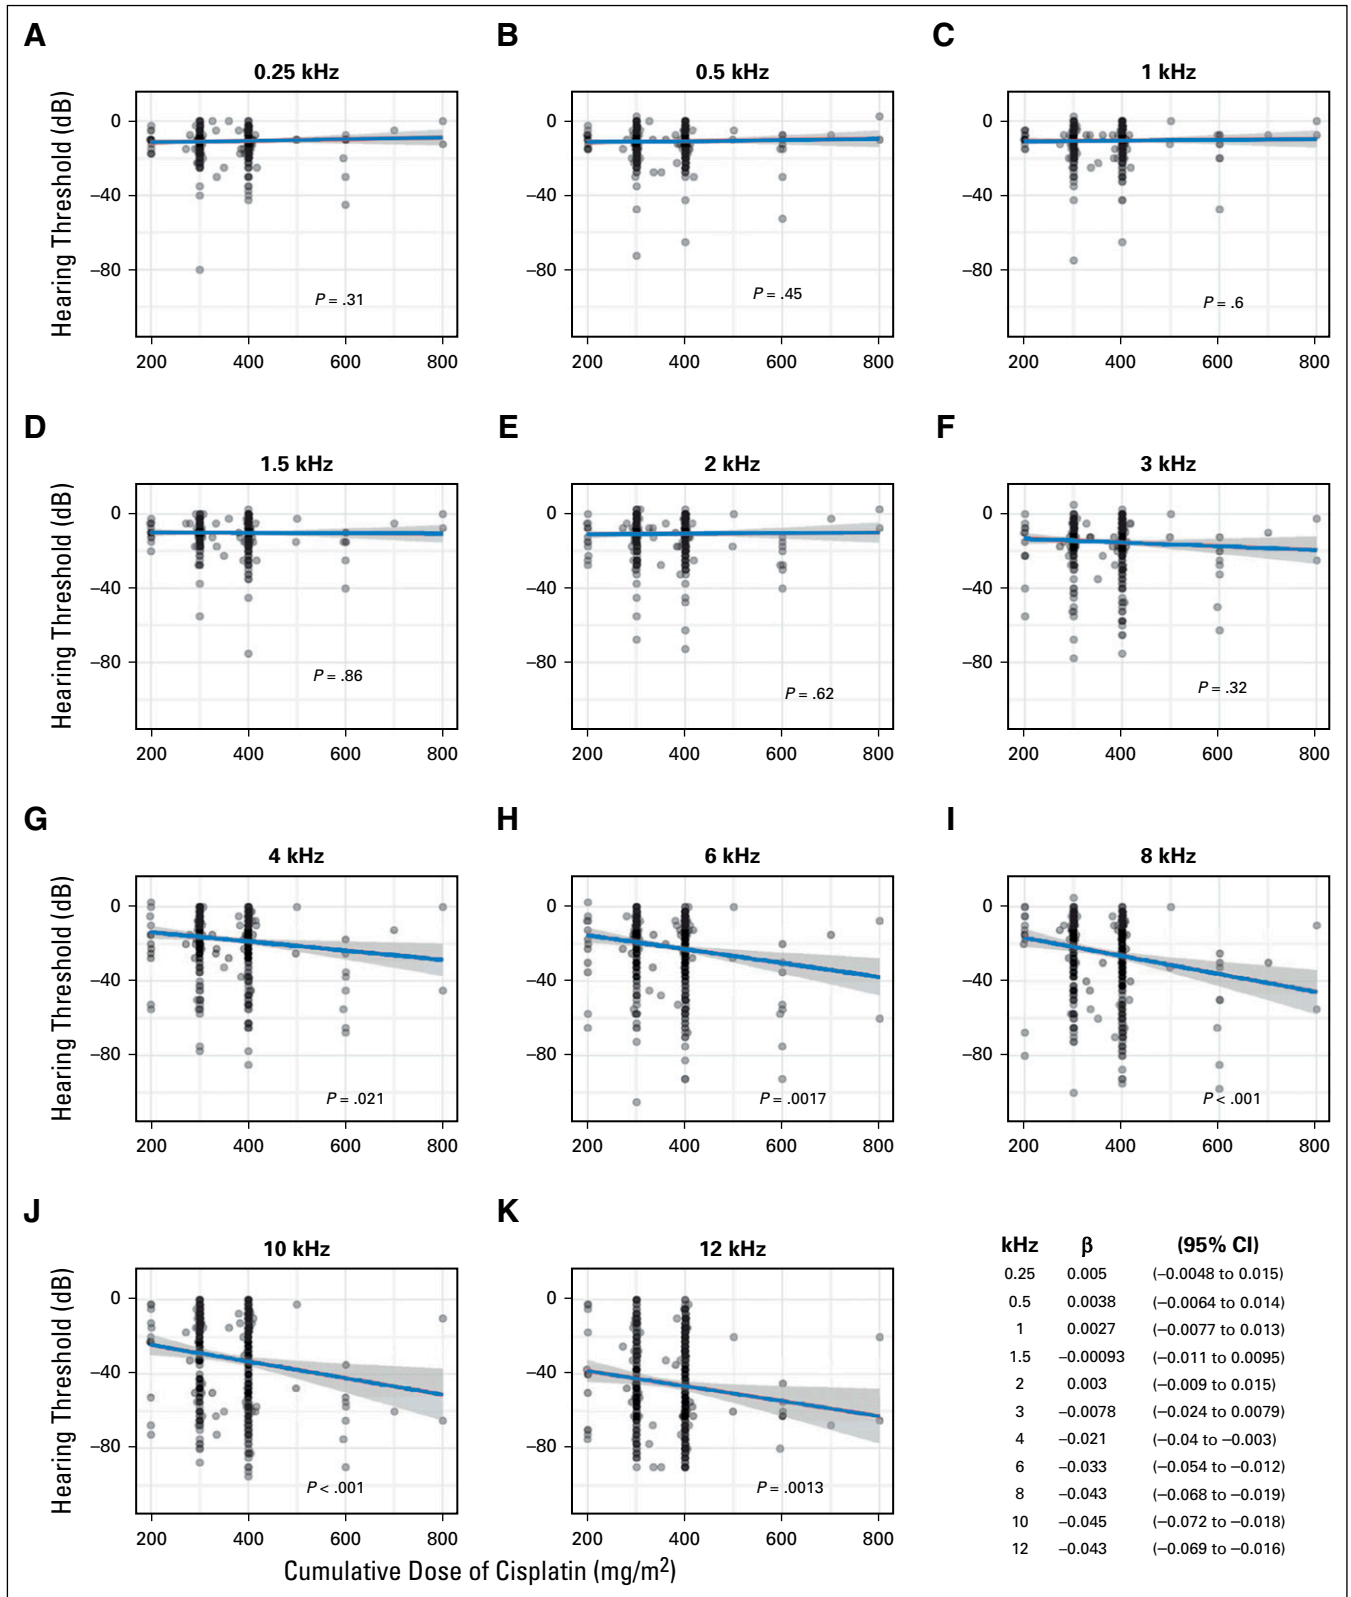 A
B
C
0.25 kHz
0.5 kHz
1 kHz
Hearing Threshold (dB)
0
–40
–80
P = .31
200 400 600 800
0
–40
–80
P = .45
200 400 600 800
0
–40
–80
P = .6
200 400 600 800
D
E
F
1.5 kHz
2 kHz
3 kHz
Hearing Threshold (dB)
0
–40
–80
P = .86
200 400 600 800
0
–40
–80
P = .62
200 400 600 800
0
–40
–80
P = .32
200 400 600 800
G
H
I
4 kHz
6 kHz
8 kHz
Hearing Threshold (dB)
0
–40
–80
P = .021
200 400 600 800
0
–40
–80
P = .0017
200 400 600 800
0
–40
–80
P < .001
200 400 600 800
J
K
10 kHz
12 kHz
Hearing Threshold (dB)
0
–40
–80
P < .001
200 400 600 800
0
–40
–80
P = .0013
200 400 600 800
Cumulative Dose of Cisplatin (mg/m²)
kHz β (95% CI)
0.25 0.005 (–0.0048 to 0.015)
0.5 0.0038 (–0.0064 to 0.014)
1 0.0027 (–0.0077 to 0.013)
1.5 –0.00093 (–0.011 to 0.0095)
2 0.003 (–0.009 to 0.015)
3 –0.0078 (–0.024 to 0.0079)
4 –0.021 (–0.04 to –0.003)
6 –0.033 (–0.054 to –0.012)
8 –0.043 (–0.068 to –0.019)
10 –0.045 (–0.072 to –0.018)
12 –0.043 (–0.069 to –0.016)